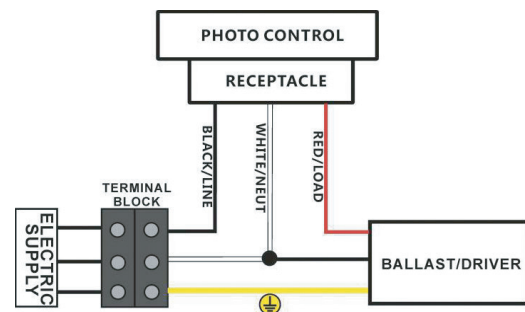 PHOTO CONTROL
RECEPTACLE
BLACK/LINE
WHITE/NEUT
RED/LOAD
TERMINAL
BLOCK
ELECTRIC
SUPPLY
BALLAST/DRIVER